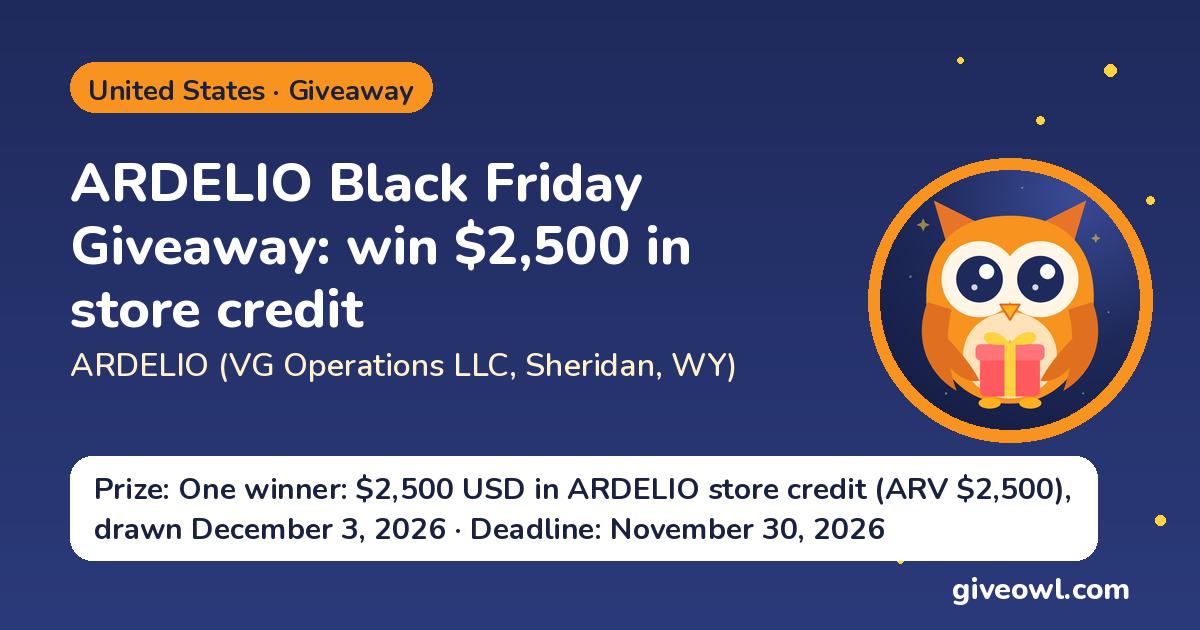 United States · Giveaway
ARDELIO Black Friday
Giveaway: win $2,500 in
store credit
ARDELIO (VG Operations LLC, Sheridan, WY)
Prize: One winner: $2,500 USD in ARDELIO store credit (ARV $2,500),
drawn December 3, 2026 · Deadline: November 30, 2026
giveowl.com